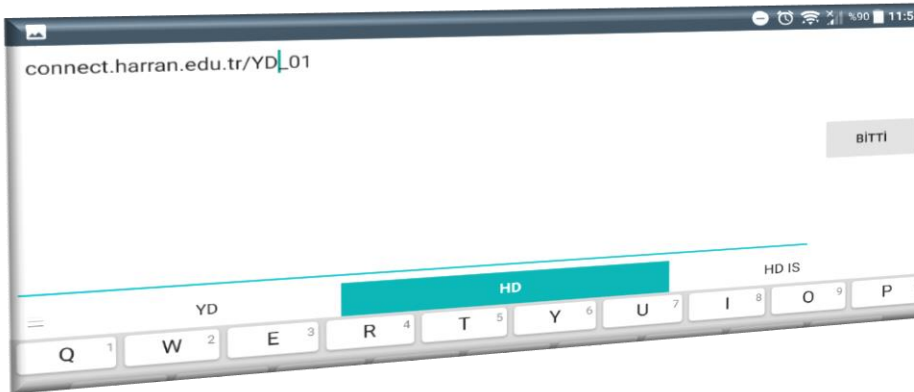 %90 11:5
connect.harran.edu.tr/YD_01
BİTTİ
YD HD HD IS
Q 1 W 2 E 3 R 4 T 5 Y 6 U 7 I 8 O 9 P